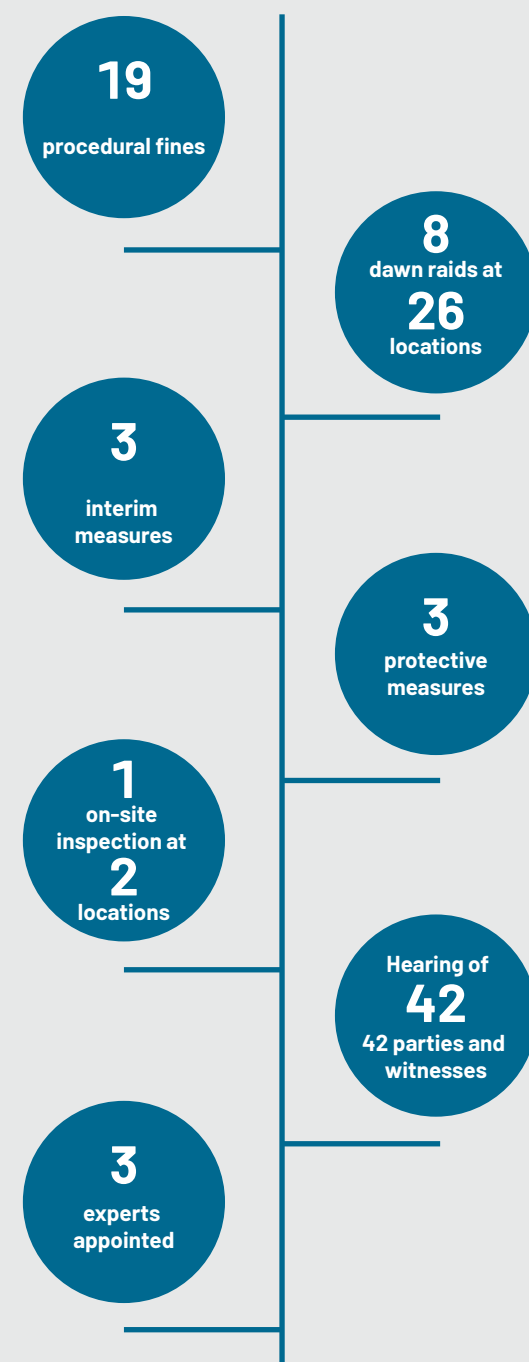 19
procedural fines
8
dawn raids at
26
locations
3
interim
measures
3
protective
measures
1
on-site
inspection at
2
locations
Hearing of
42
42 parties and
witnesses
3
experts
appointed